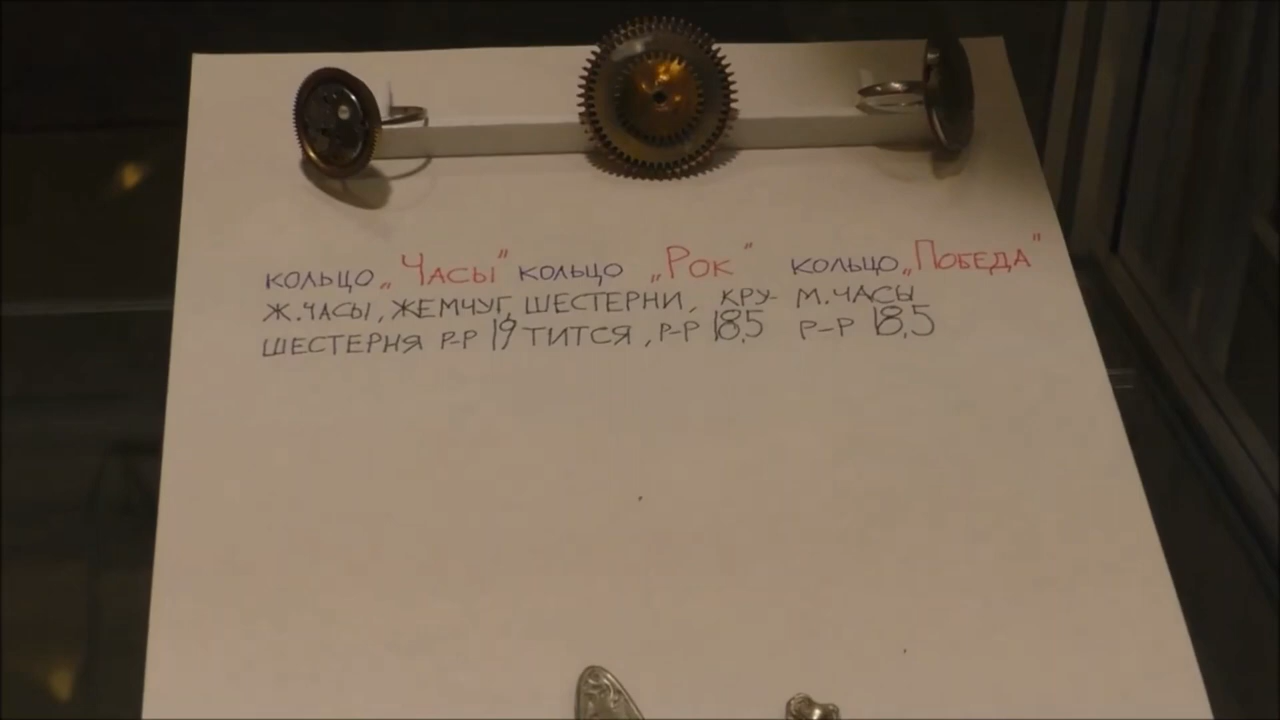 кольцо „Часы" кольцо „Рок" кольцо „Победа"
Ж.ЧАСЫ, ЖЕМЧУГ, ШЕСТЕРНИ, КРУ- М.ЧАСЫ
ШЕСТЕРНЯ Р-Р 19 ТИТСЯ, Р-Р 18,5 Р-Р 18,5